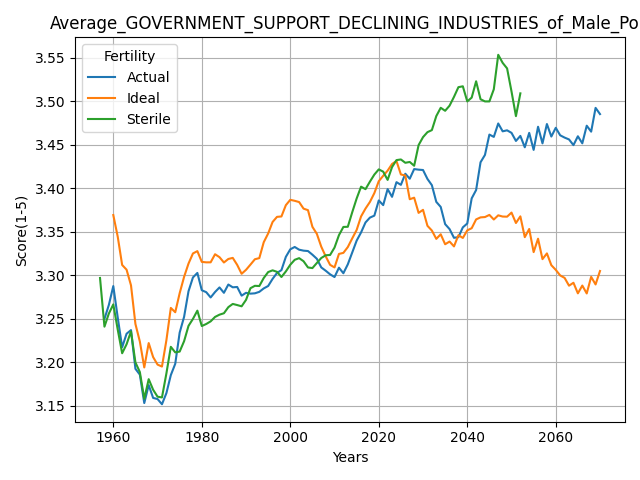 Average_GOVERNMENT_SUPPORT_DECLINING_INDUSTRIES_of_Male_Po
Fertility
Actual
Ideal
Sterile
Score(1-5)
3.55
3.50
3.45
3.40
3.35
3.30
3.25
3.20
3.15
1960 1980 2000 2020 2040 2060
Years